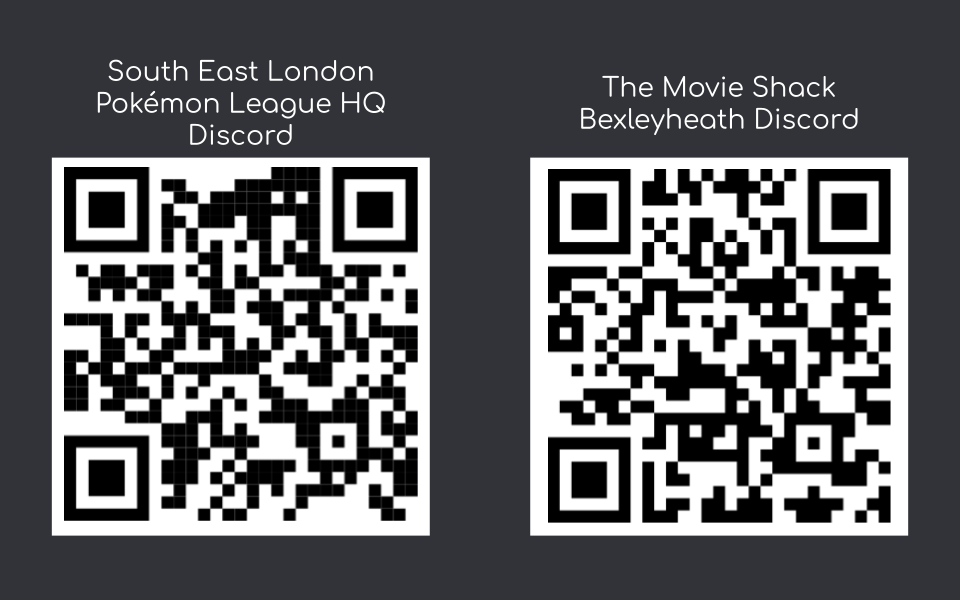 South East London
Pokémon League HQ
Discord
The Movie Shack
Bexleyheath Discord